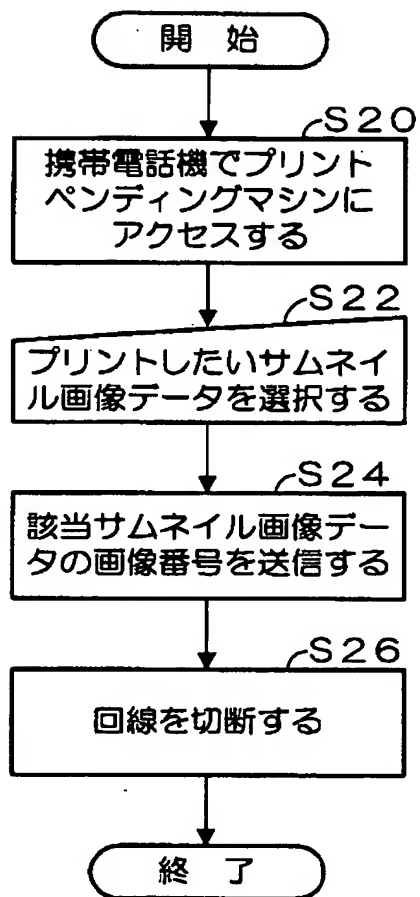 開 始
S20
携帯電話機でプリント
ペンディングマシンに
アクセスする
S22
プリントしたいサムネイ
ル画像データを選択する
S24
該当サムネイル画像デー
タの画像番号を送信する
S26
回線を切断する
終 了